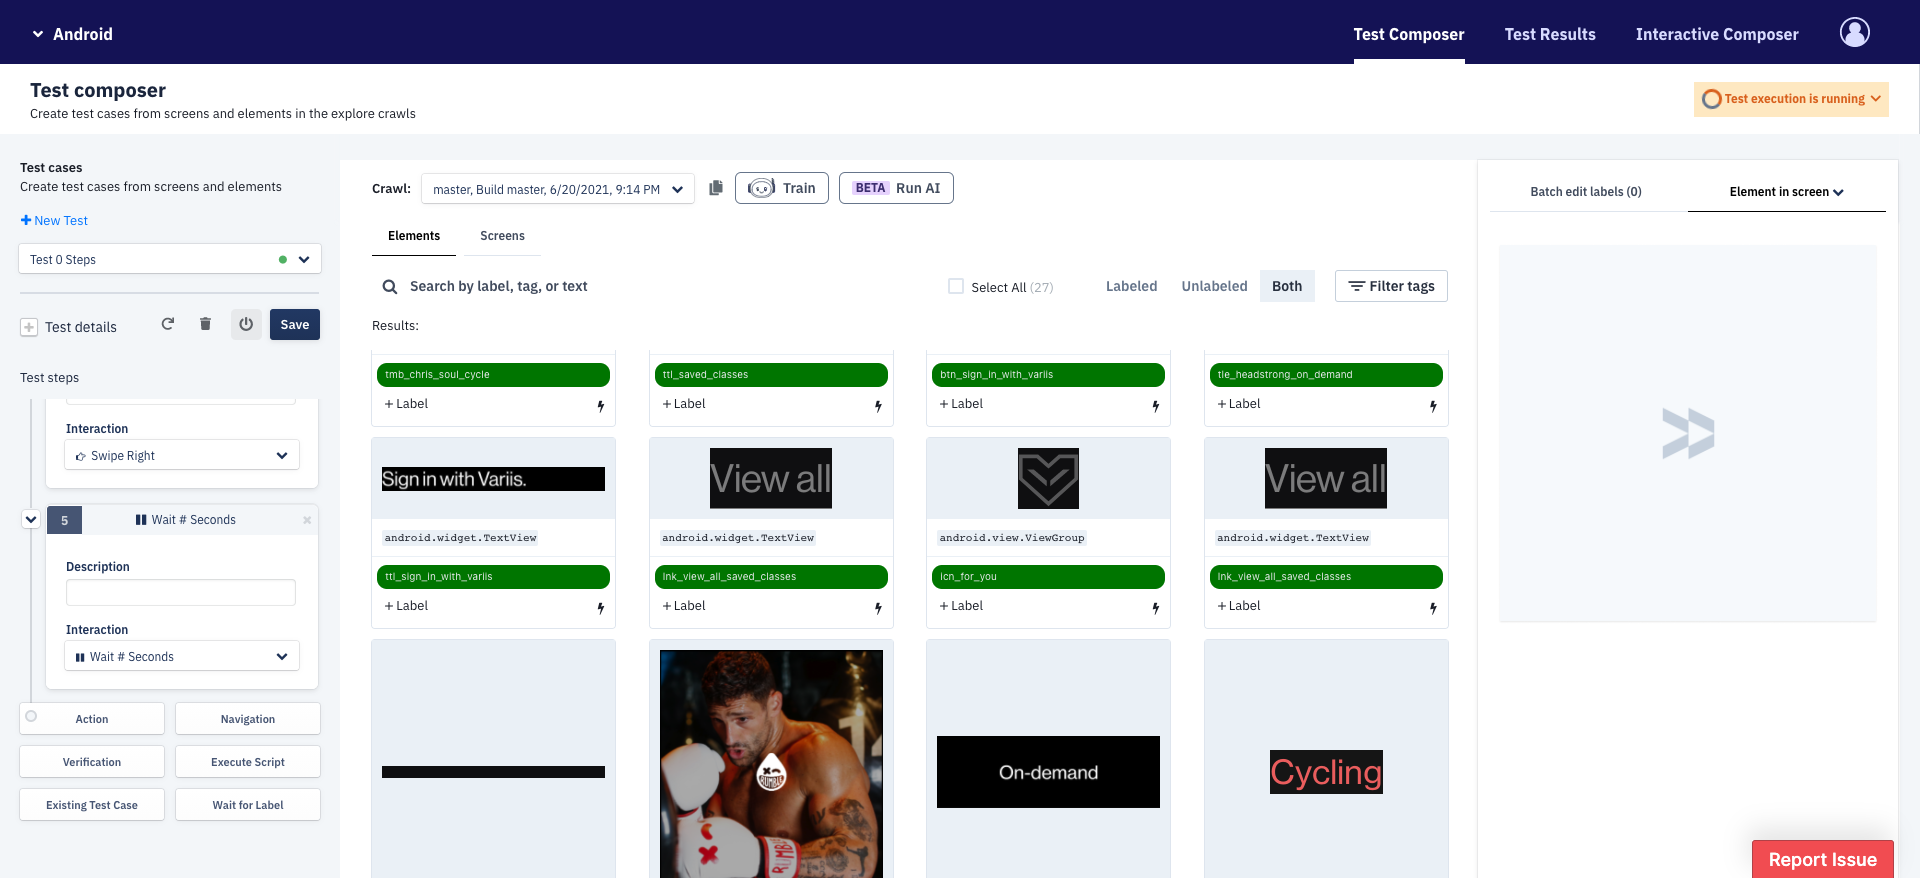 Android
Test Composer
Test Results
Interactive Composer
Test composer
Create test cases from screens and elements in the explore crawls
Test execution is running
Test cases
Create test cases from screens and elements
New Test
Test 0 Steps
Test details
Save
Test steps
Interaction
Swipe Right
5
Wait # Seconds
Description
Interaction
Wait # Seconds
Action
Navigation
Verification
Execute Script
Existing Test Case
Wait for Label
Crawl:
master, Build master, 6/20/2021, 9:14 PM
Train
BETA Run AI
Elements
Screens
Search by label, tag, or text
Select All (27)
Labeled
Unlabeled
Both
Filter tags
Results:
tmb_chris_soul_cycle
ttl_saved_classes
btn_sign_in_with_variis
tle_headstrong_on_demand
+ Label
+ Label
+ Label
+ Label
Sign in with Variis.
View all
View all
android.widget.TextView
android.widget.TextView
android.view.ViewGroup
android.widget.TextView
ttl_sign_in_with_variis
lnk_view_all_saved_classes
icn_for_you
lnk_view_all_saved_classes
+ Label
+ Label
+ Label
+ Label
RUMBLE
RUMB
On-demand
Cycling
Batch edit labels (0)
Element in screen
Report Issue